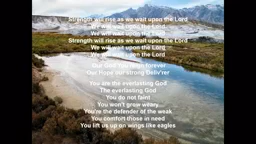 Strength will rise as we wait upon the Lord
We will wait upon the Lord
We will wait upon the Lord
Strength will rise as we wait upon the Lord
We will wait upon the Lord
We will wait upon the Lord
Our God You reign forever
Our Hope our strong Deliv'rer
You are the everlasting God
The everlasting God
You do not faint
You won't grow weary
You're the defender of the weak
You comfort those in need
You lift us up on wings like eagles